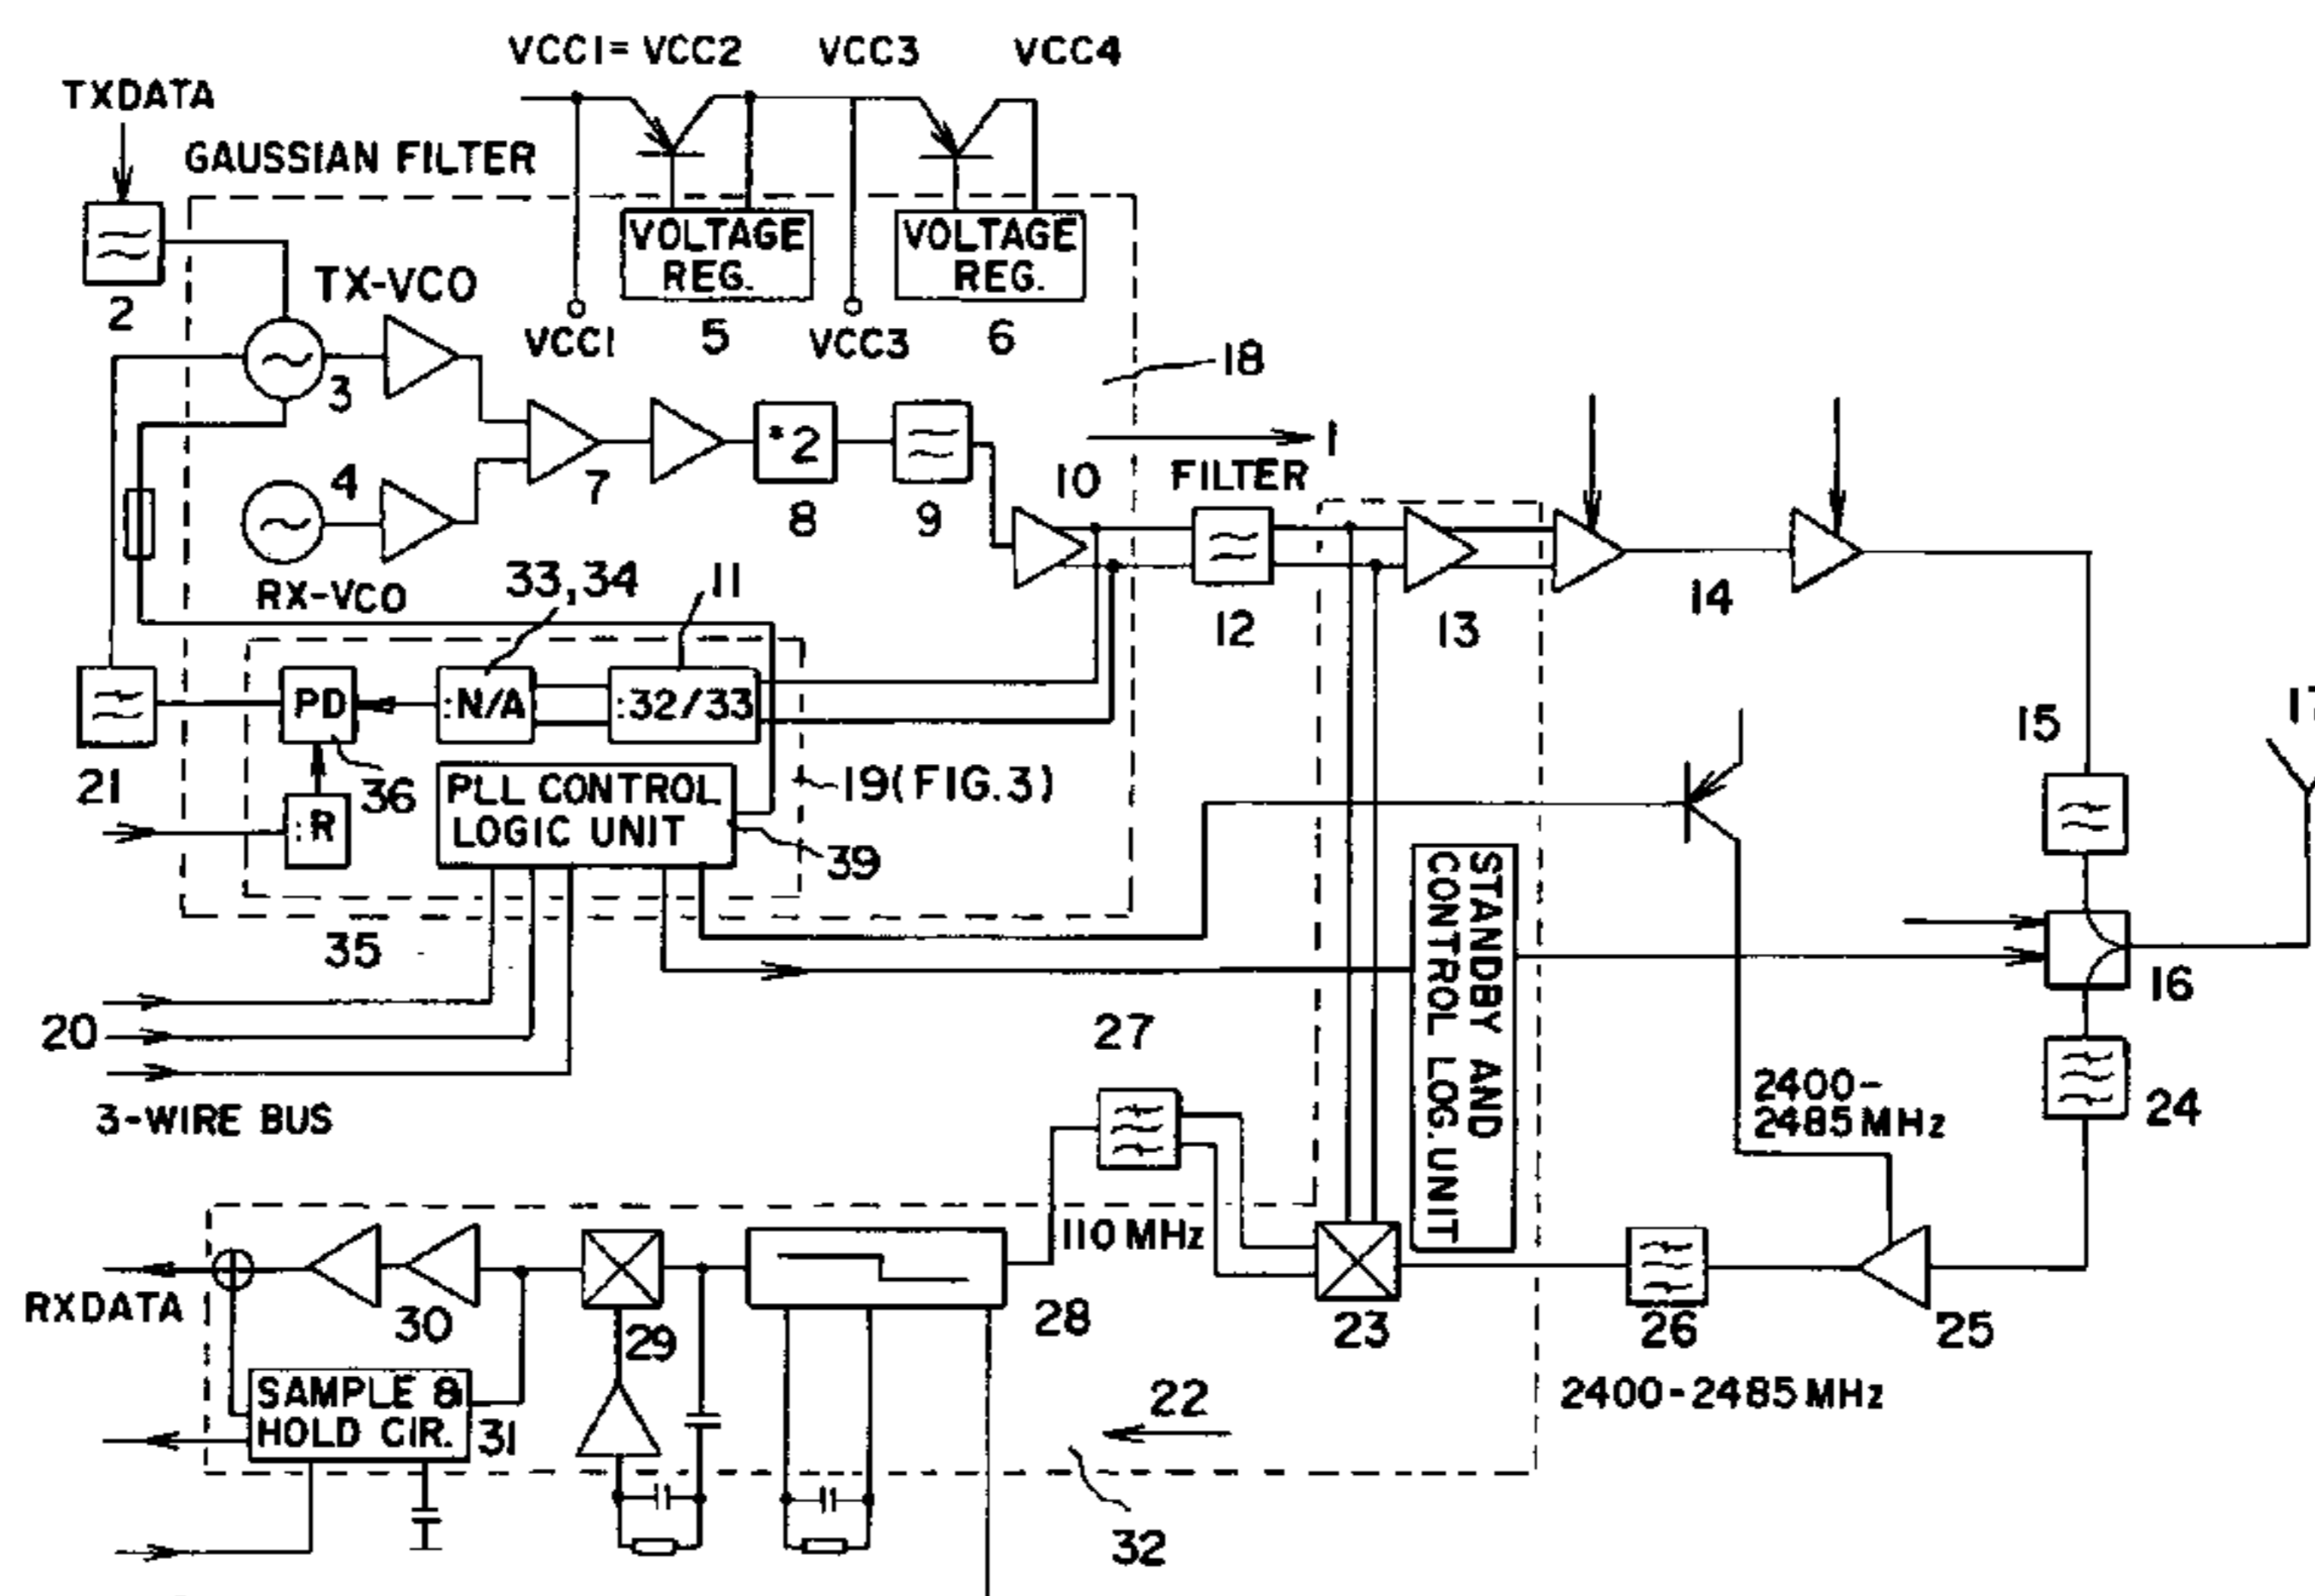 VCC1= VCC2 VCC3 VCC4
TXDATA
GAUSSIAN FILTER
VOLTAGE
REG.
VOLTAGE
REG.
2
TX-VCO
VCC1
5
VCC3
6
18
3
1
4
7
*2
8
9
10
FILTER
RX-VCO
33,34
11
12
13
14
PD
:N/A
:32/33
15
17
21
36
PLL CONTROL
LOGIC UNIT
19(FIG.3)
:R
39
STANDBY AND
CONTROL LOG. UNIT
35
16
20
27
3-WIRE BUS
2400-
2485MHz
24
110 MHz
RXDATA
30
29
28
23
26
25
SAMPLE &
HOLD CIR.
31
22
2400-2485MHz
32